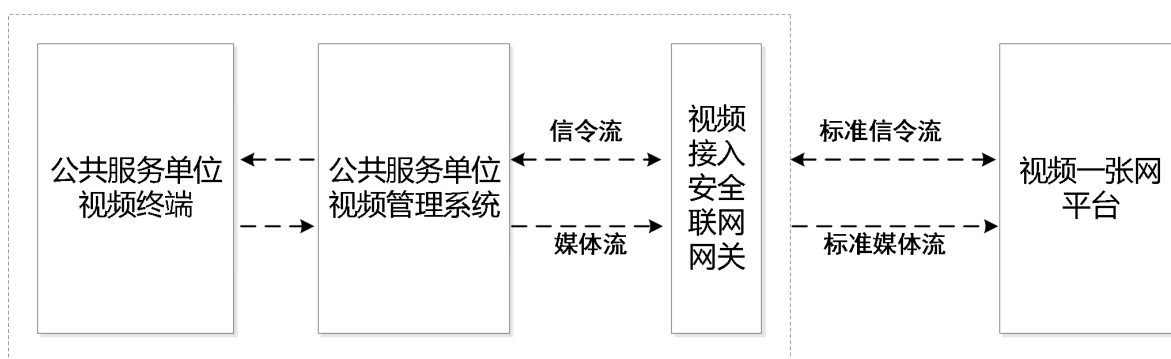 公共服务单位
视频终端
公共服务单位
视频管理系统
信令流
媒体流
视频
接入
安全
联网
网关
标准信令流
标准媒体流
视频一张网
平台